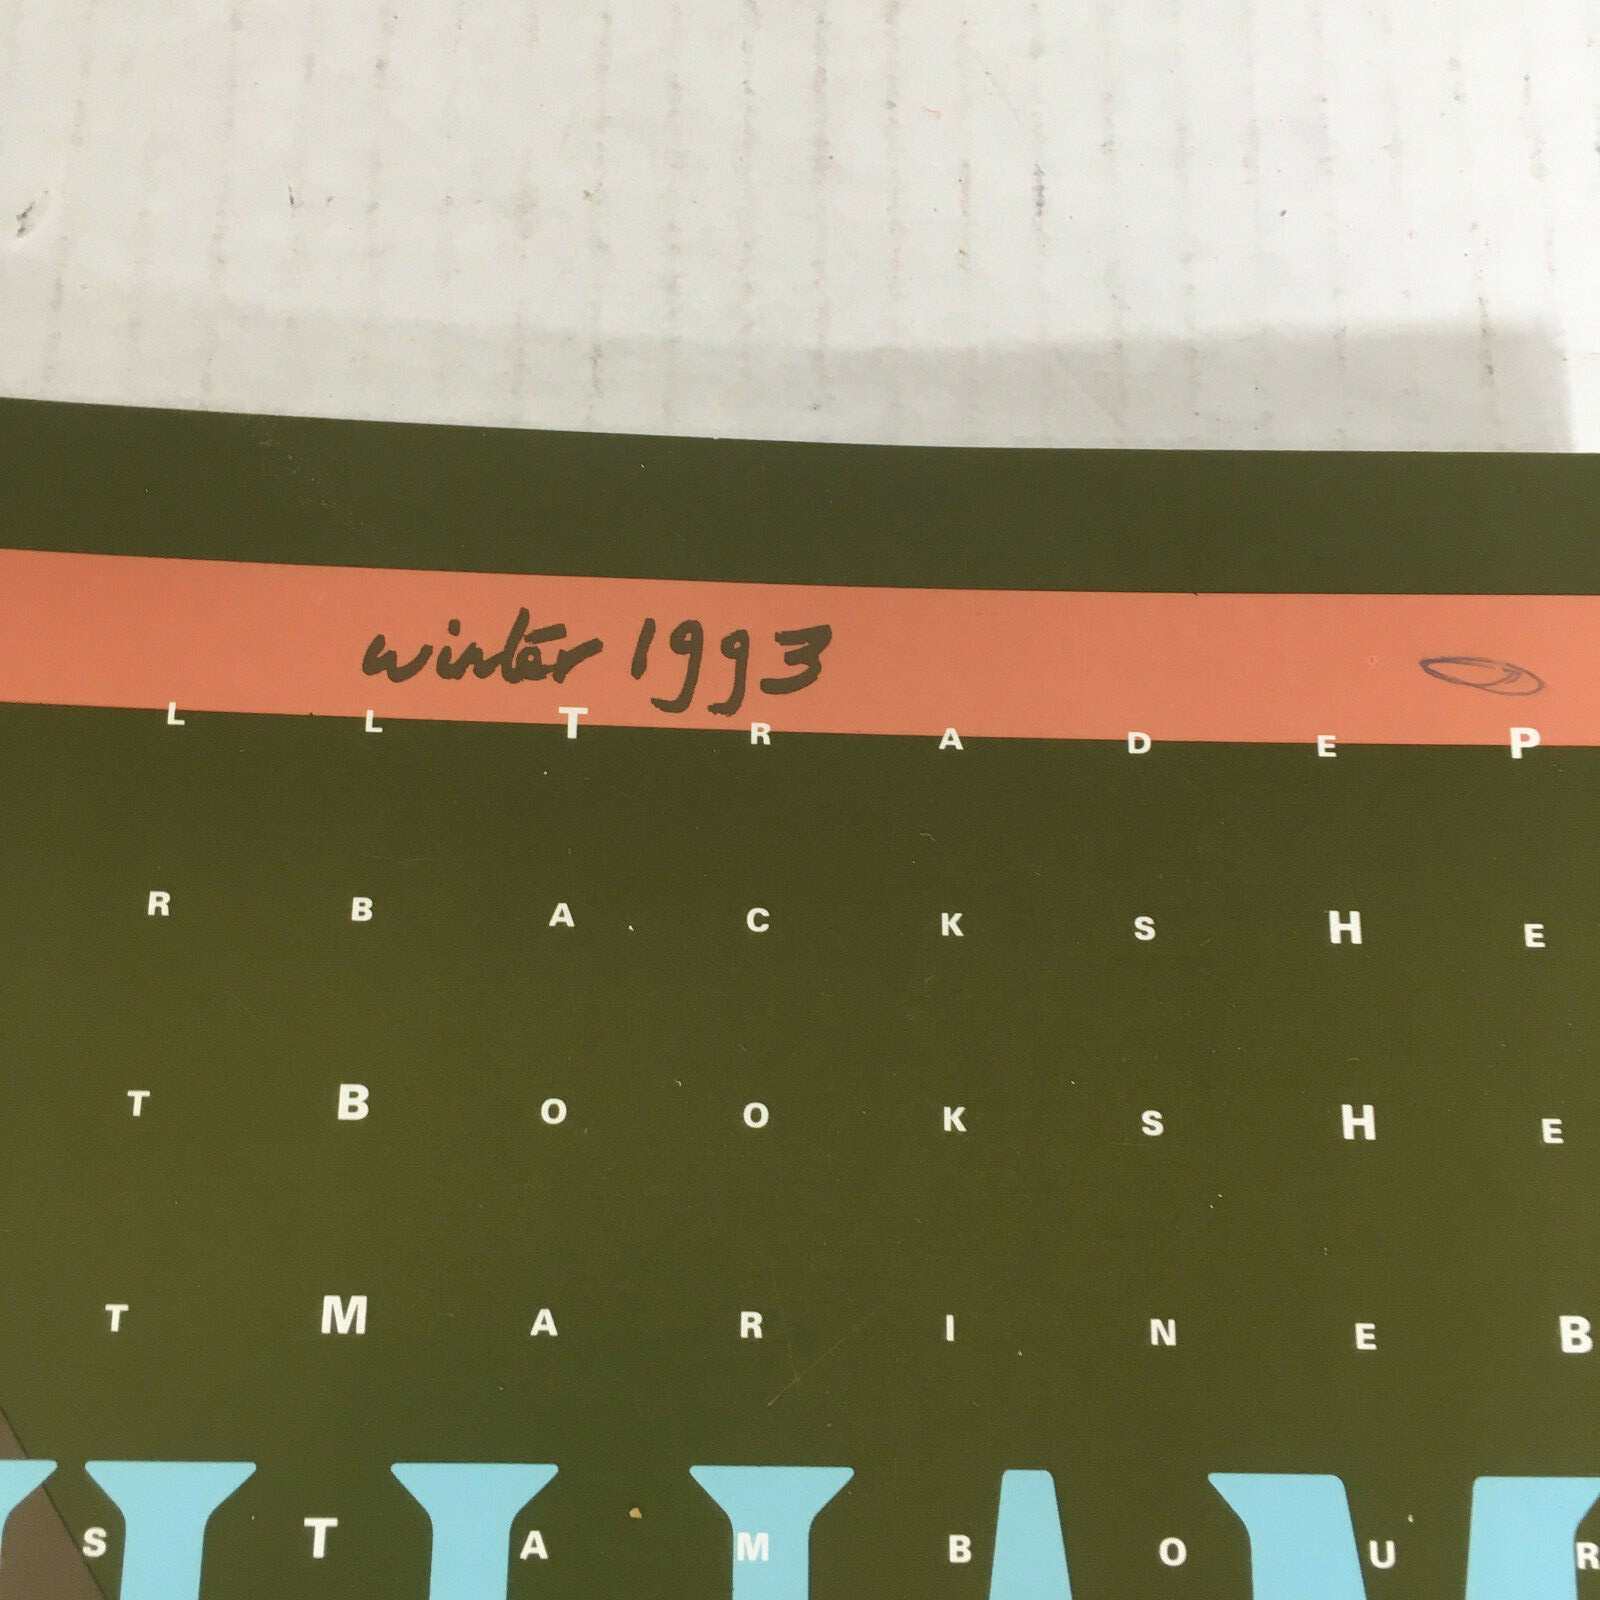 winter 1993
L L T R A D E P
R B A C K S H E
T B O O K S H E
T M A R I N E B
S T A M B O U R